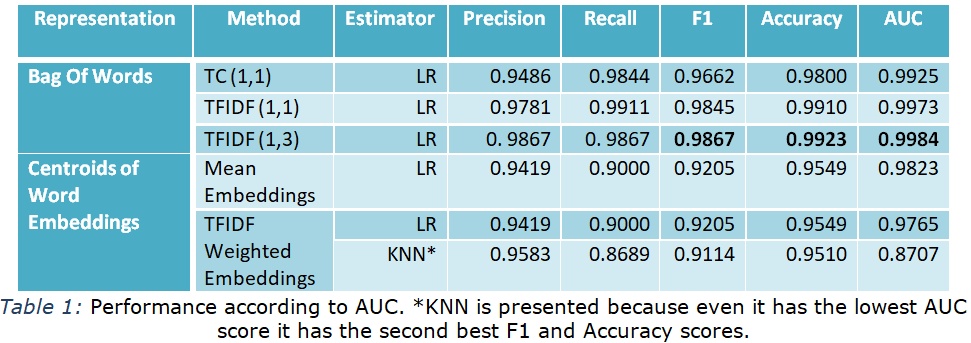 Representation Method Estimator Precision Recall F1 Accuracy AUC
Bag Of Words TC (1,1) LR 0.9486 0.9844 0.9662 0.9800 0.9925
TFIDF (1,1) LR 0.9781 0.9911 0.9845 0.9910 0.9973
TFIDF (1,3) LR 0. 9867 0. 9867 0.9867 0.9923 0.9984
Centroids of Mean LR 0.9419 0.9000 0.9205 0.9549 0.9823
Word Embeddings
Embeddings TFIDF LR 0.9419 0.9000 0.9205 0.9549 0.9765
Weighted KNN* 0.9583 0.8689 0.9114 0.9510 0.8707
Embeddings
Table 1: Performance according to AUC. *KNN is presented because even it has the lowest AUC
score it has the second best F1 and Accuracy scores.